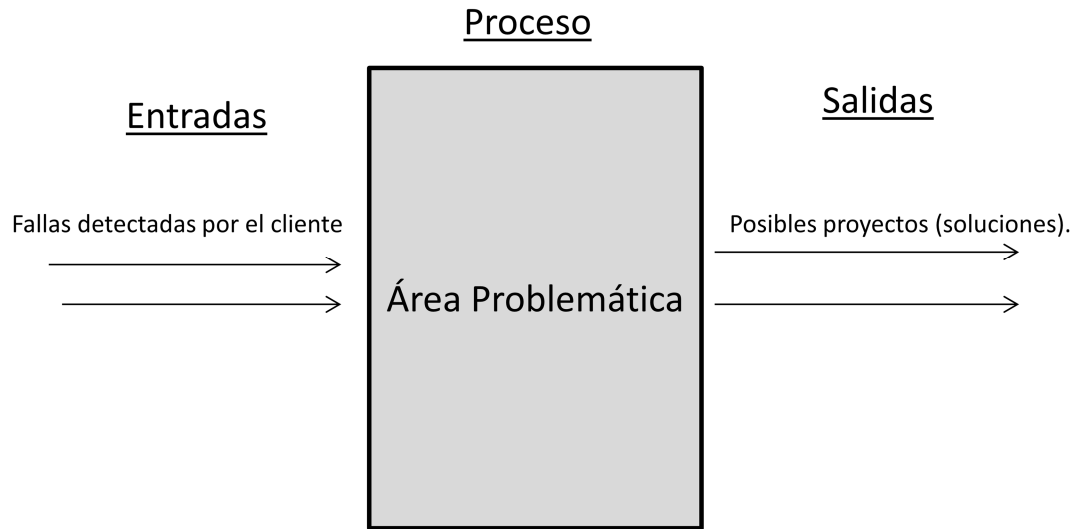 Proceso
Entradas
Salidas
Fallas detectadas por el cliente
Posibles proyectos (soluciones).
Área Problemática